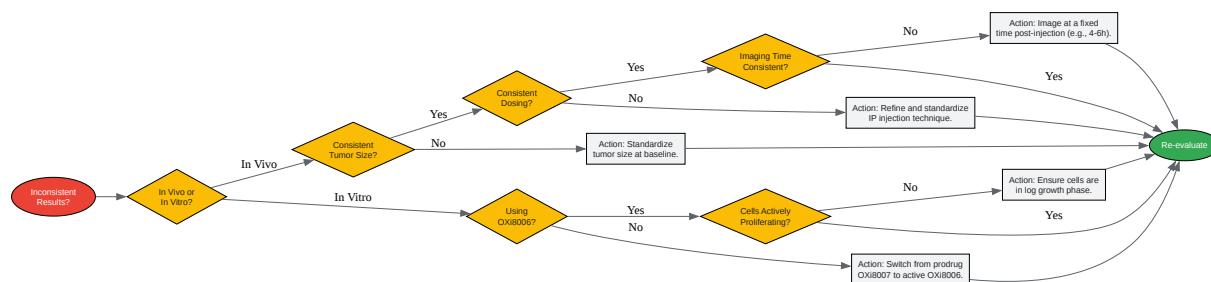 Inconsistent
Results?
In Vivo or
In Vitro?
In Vivo
In Vitro
Consistent
Tumor Size?
Yes
No
Consistent
Dosing?
Yes
No
Imaging Time
Consistent?
No
Yes
Action: Image at a fixed
time post-injection (e.g., 4-6h).
Action: Refine and standardize
IP injection technique.
Action: Standardize
tumor size at baseline.
Using
OXi8006?
Yes
No
Cells Actively
Proliferating?
No
Yes
Action: Ensure cells are
in log growth phase.
Action: Switch from prodrug
OXi8007 to active OXi8006.
Re-evaluate